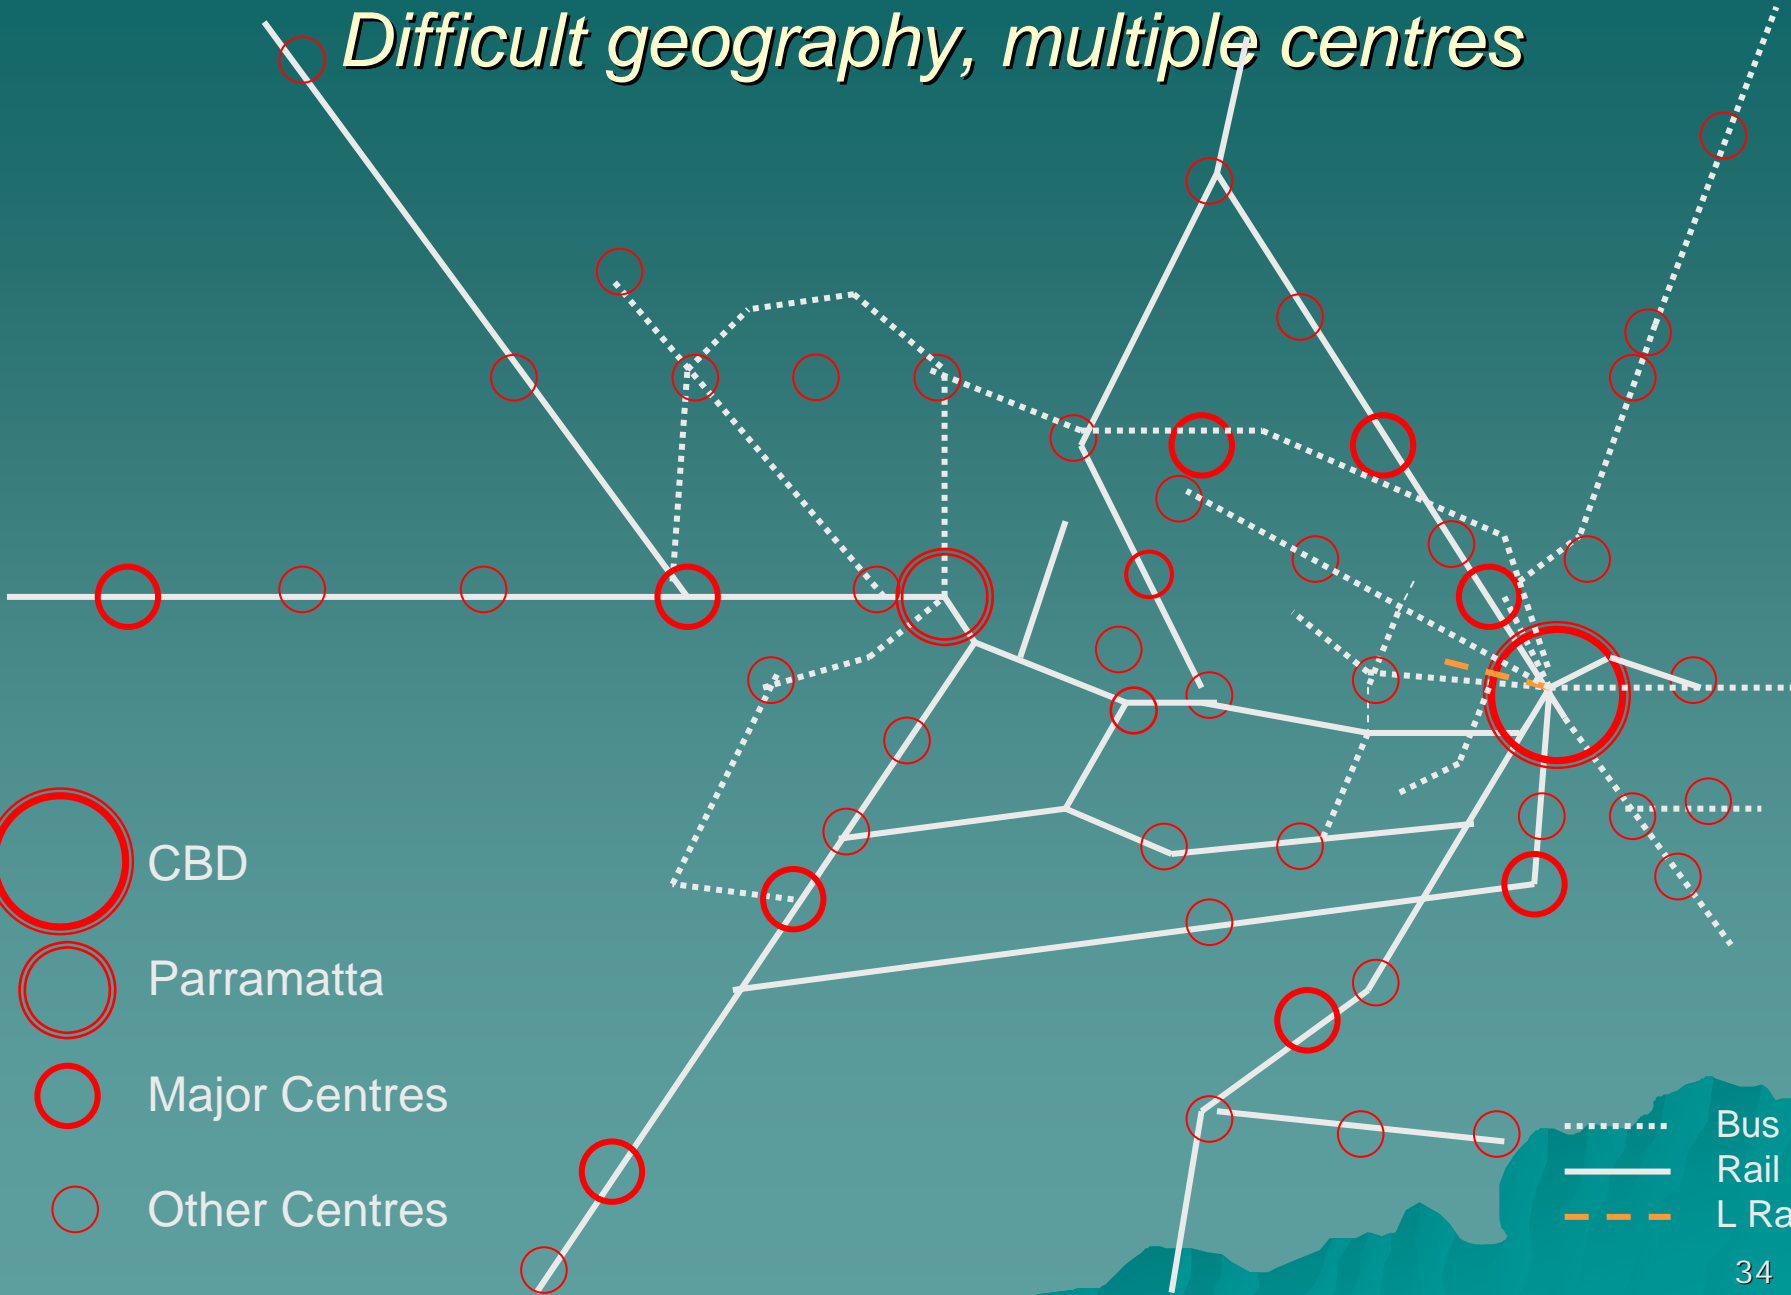 Difficult geography, multiple centres
CBD
Parramatta
Major Centres
Other Centres
Bus
Rail
L Ra
34